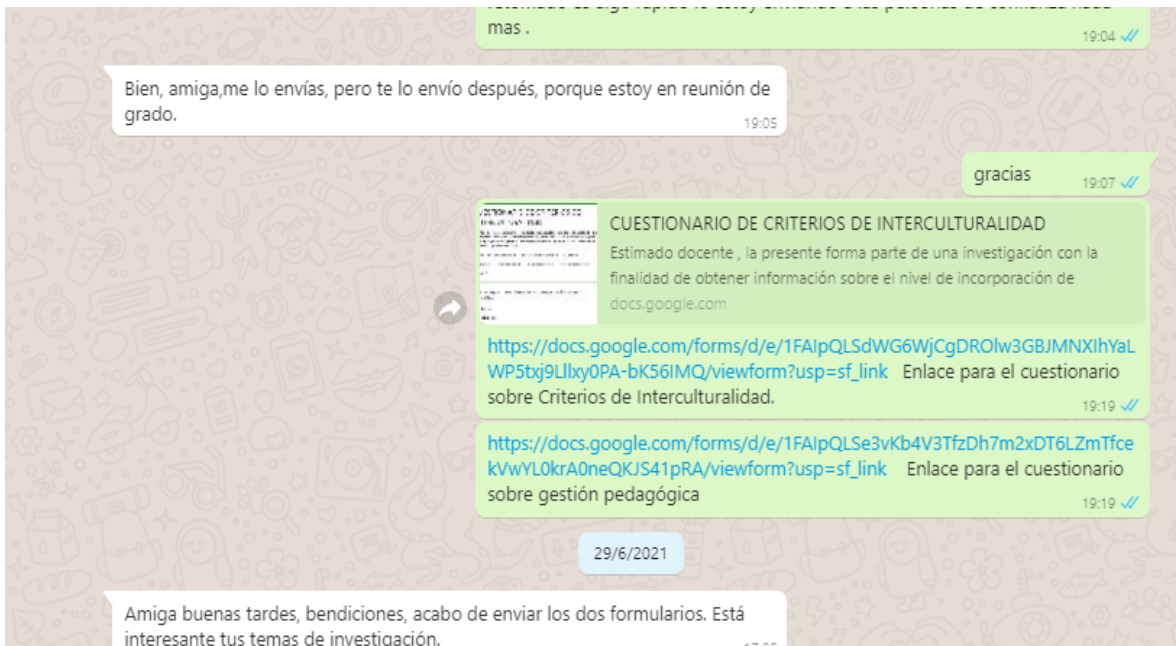 mas .
19:04
Bien, amiga,me lo envías, pero te lo envío después, porque estoy en reunión de
grado.
19:05
gracias
19:07
CUESTIONARIO DE CRITERIOS DE INTERCULTURALIDAD
Estimado docente , la presente forma parte de una investigación con la
finalidad de obtener información sobre el nivel de incorporación de
docs.google.com
https://docs.google.com/forms/d/e/1FAIpQLSdWG6WjCgDROlw3GBJMNXIhYaL
WP5txj9Lllxy0PA-bK56IMQ/viewform?usp=sf_link Enlace para el cuestionario
sobre Criterios de Interculturalidad.
19:19
https://docs.google.com/forms/d/e/1FAIpQLSe3vKb4V3TfzDh7m2xDT6LZmTfce
kVwYL0krA0neQKJS41pRA/viewform?usp=sf_link Enlace para el cuestionario
sobre gestión pedagógica
19:19
29/6/2021
Amiga buenas tardes, bendiciones, acabo de enviar los dos formularios. Está
interesante tus temas de investigación.